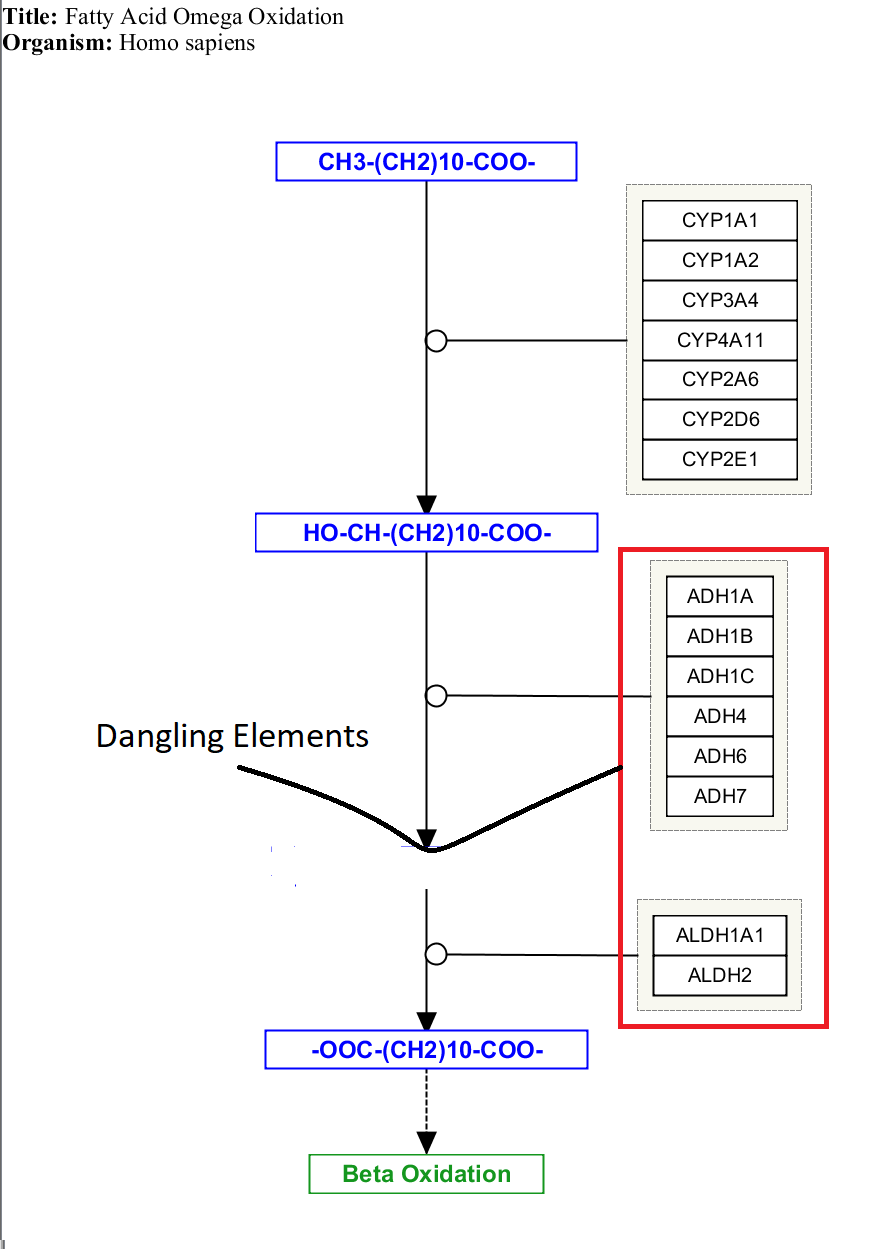 Title: Fatty Acid Omega Oxidation
Organism: Homo sapiens
CH3-(CH2)10-COO-
CYP1A1
CYP1A2
CYP3A4
CYP4A11
CYP2A6
CYP2D6
CYP2E1
HO-CH-(CH2)10-COO-
ADH1A
ADH1B
ADH1C
ADH4
ADH6
ADH7
Dangling Elements
ALDH1A1
ALDH2
-OOC-(CH2)10-COO-
Beta Oxidation